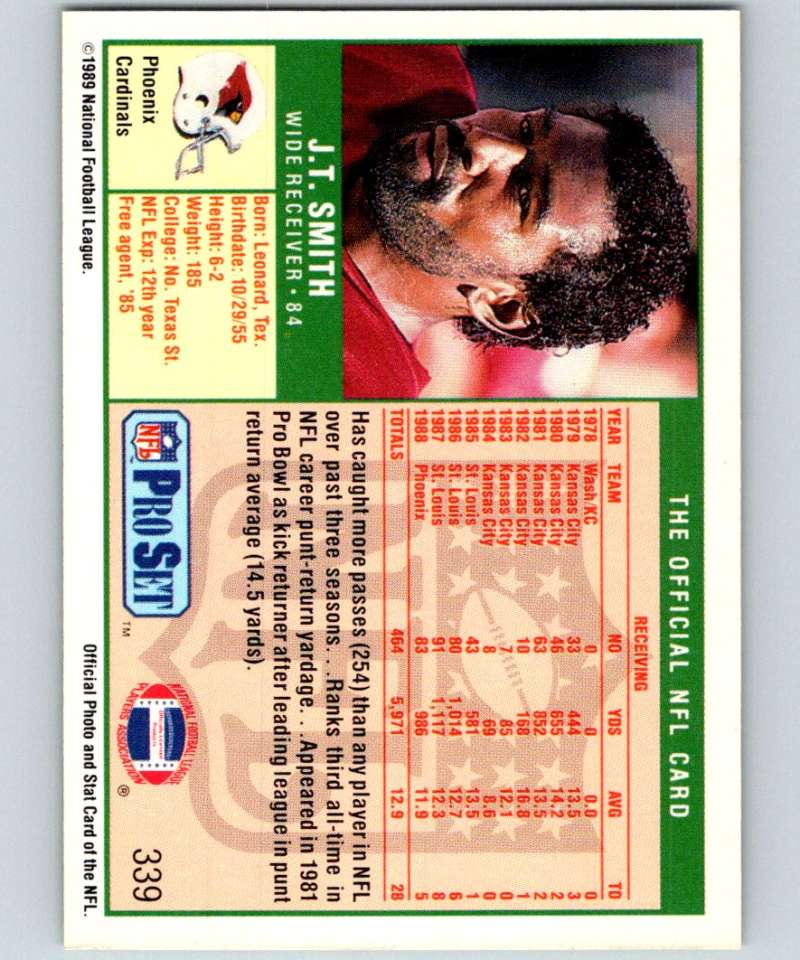 THE OFFICIAL NFL CARD
J.T. SMITH
WIDE RECEIVER • 84
Phoenix
Cardinals
Born: Leonard, Tex.
Birthdate: 10/29/55
Height: 6-2
Weight: 185
College: No. Texas St.
NFL Exp: 12th year
Free agent, '85
RECEIVING
YEAR TEAM NO YDS AVG TD
1978 Wash/KC 0 0 0.0 0
1979 Kansas City 33 444 13.5 3
1980 Kansas City 46 655 14.2 2
1981 Kansas City 63 852 13.5 2
1982 Kansas City 10 168 16.8 1
1983 Kansas City 7 85 12.1 0
1984 Kansas City 8 69 8.6 0
1985 St. Louis 43 581 13.5 1
1986 St. Louis 80 1,014 12.7 6
1987 St. Louis 91 1,117 12.3 8
1988 Phoenix 83 986 11.9 5
TOTALS 464 5,971 12.9 28
Has caught more passes (254) than any player in NFL
over past three seasons. . .Ranks third all-time in
NFL career punt-return yardage. . .Appeared in 1981
Pro Bowl as kick returner after leading league in punt
return average (14.5 yards).
NFL
PRO SET
TM
NATIONAL FOOTBALL LEAGUE
PLAYERS ASSOCIATION
®
339
©1989 National Football League.
Official Photo and Stat Card of the NFL.